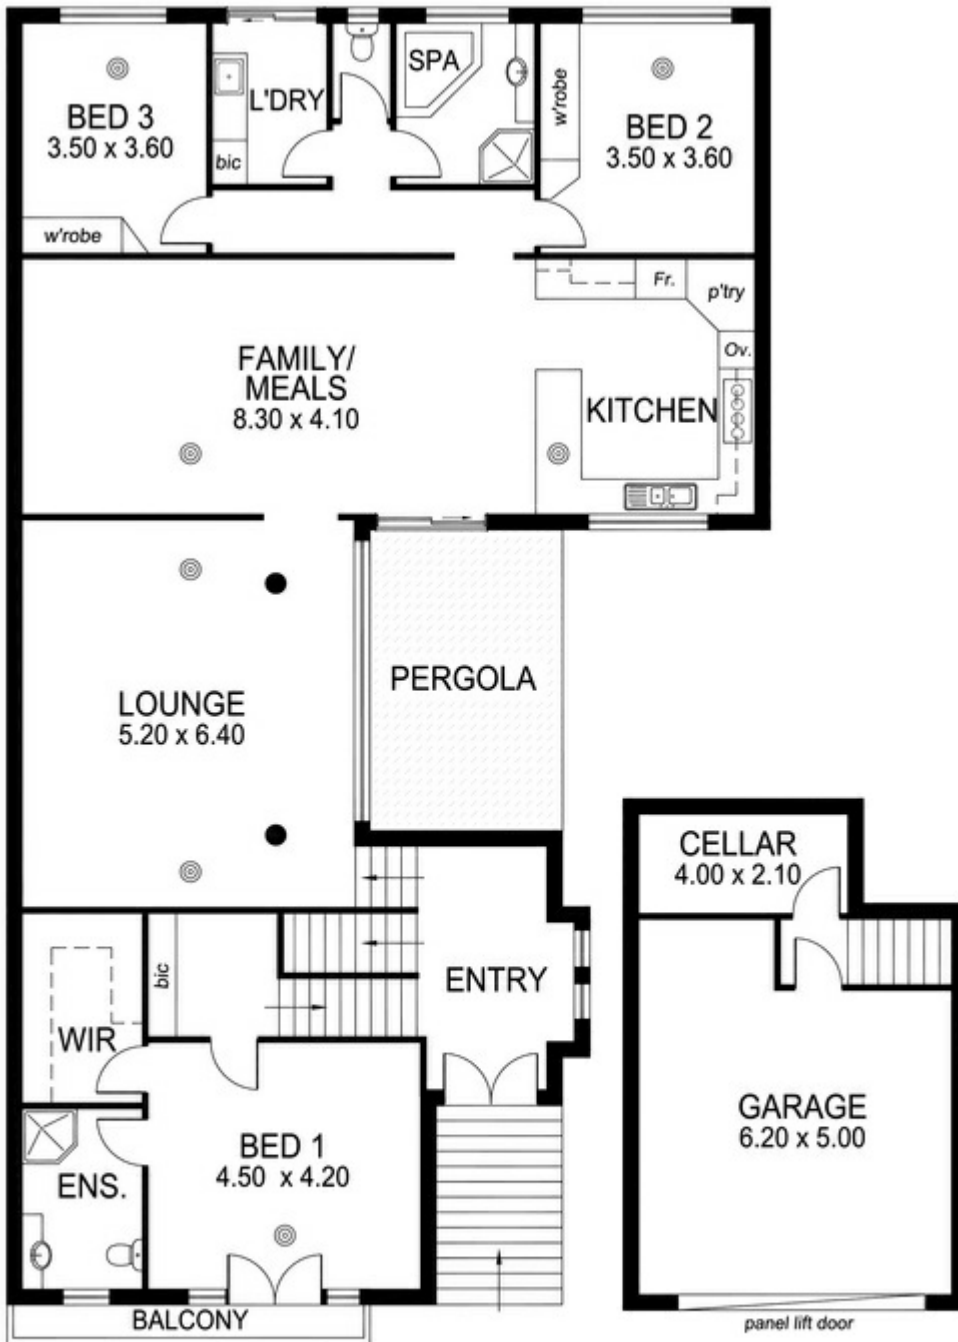 BED 3
3.50 x 3.60
L'DRY
bic
SPA
w'robe
BED 2
3.50 x 3.60
w'robe
FAMILY/
MEALS
8.30 x 4.10
Fr.
p'try
Ov.
KITCHEN
LOUNGE
5.20 x 6.40
PERGOLA
CELLAR
4.00 x 2.10
bic
WIR
ENTRY
BED 1
4.50 x 4.20
ENS.
GARAGE
6.20 x 5.00
BALCONY
panel lift door